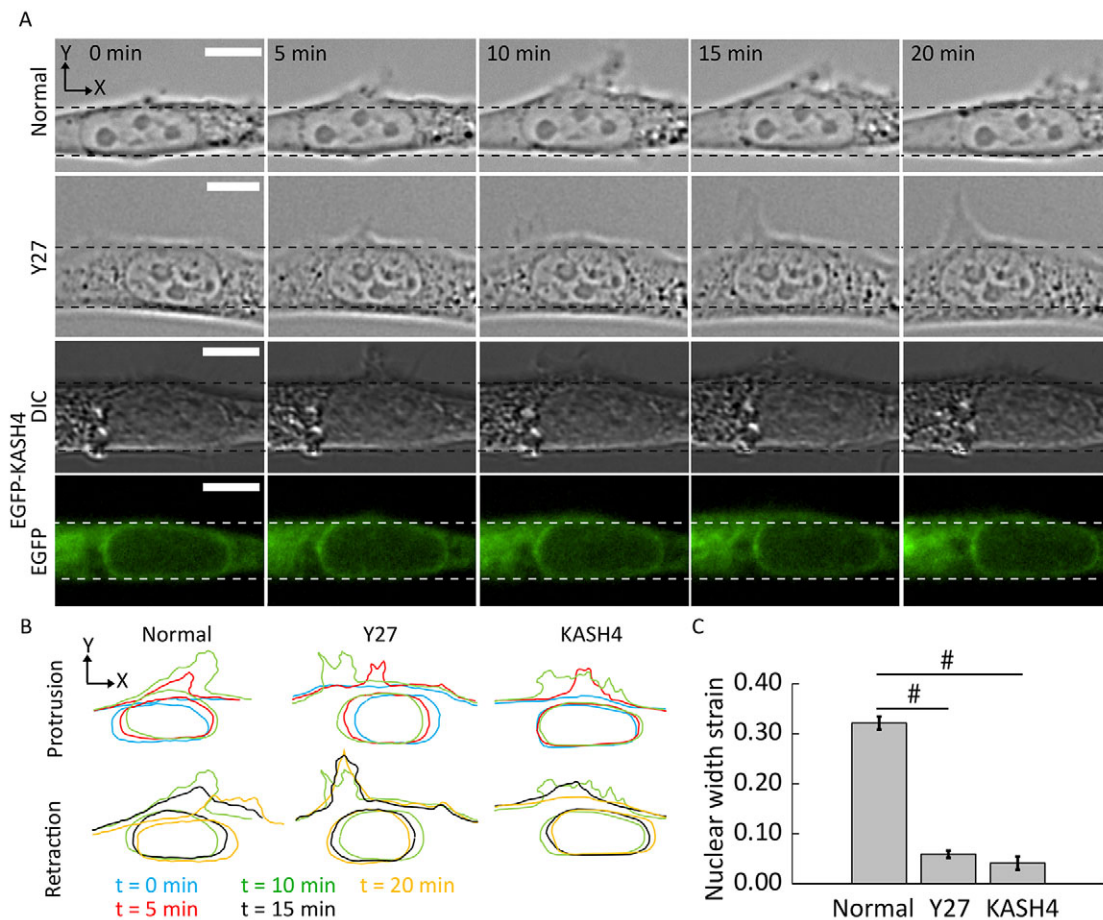 A
Y
X
0 min
5 min
10 min
15 min
20 min
Normal
Y27
EGFP-KASH4
DIC
EGFP
B
Normal
Y27
KASH4
Y
X
Protrusion
Retraction
t = 0 min
t = 10 min
t = 20 min
t = 5 min
t = 15 min
C
#
#
Nuclear width strain
0.40
0.30
0.20
0.10
0.00
Normal
Y27
KASH4